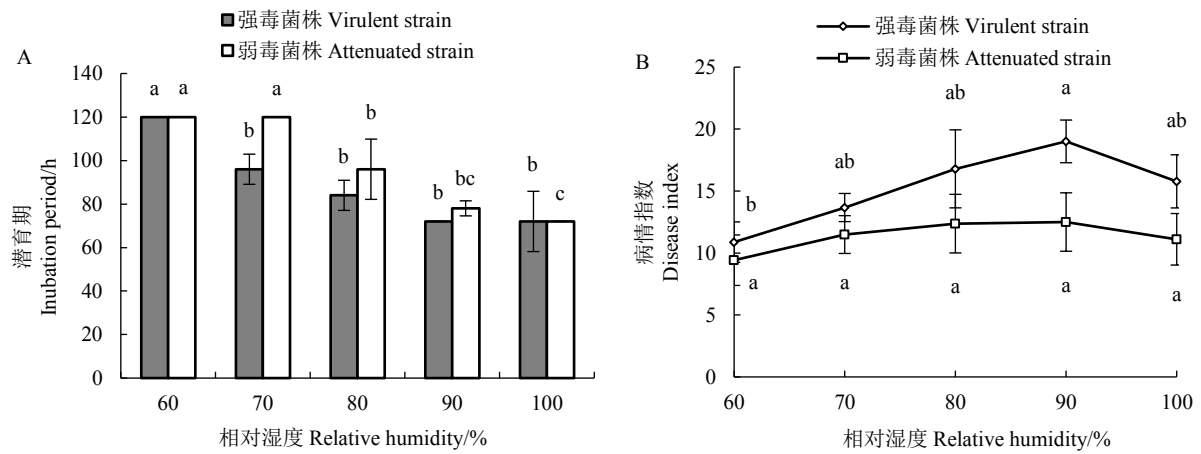 A
强毒菌株 Virulent strain
弱毒菌株 Attenuated strain
潜育期
Inubation period/h
140
120
100
80
60
40
20
0
a a
b a
b b
b bc
b c
60 70 80 90 100
相对湿度 Relative humidity/%
B
强毒菌株 Virulent strain
弱毒菌株 Attenuated strain
病情指数
Disease index
25
20
15
10
5
0
b ab ab a ab
a a a a a
60 70 80 90 100
相对湿度 Relative humidity/%